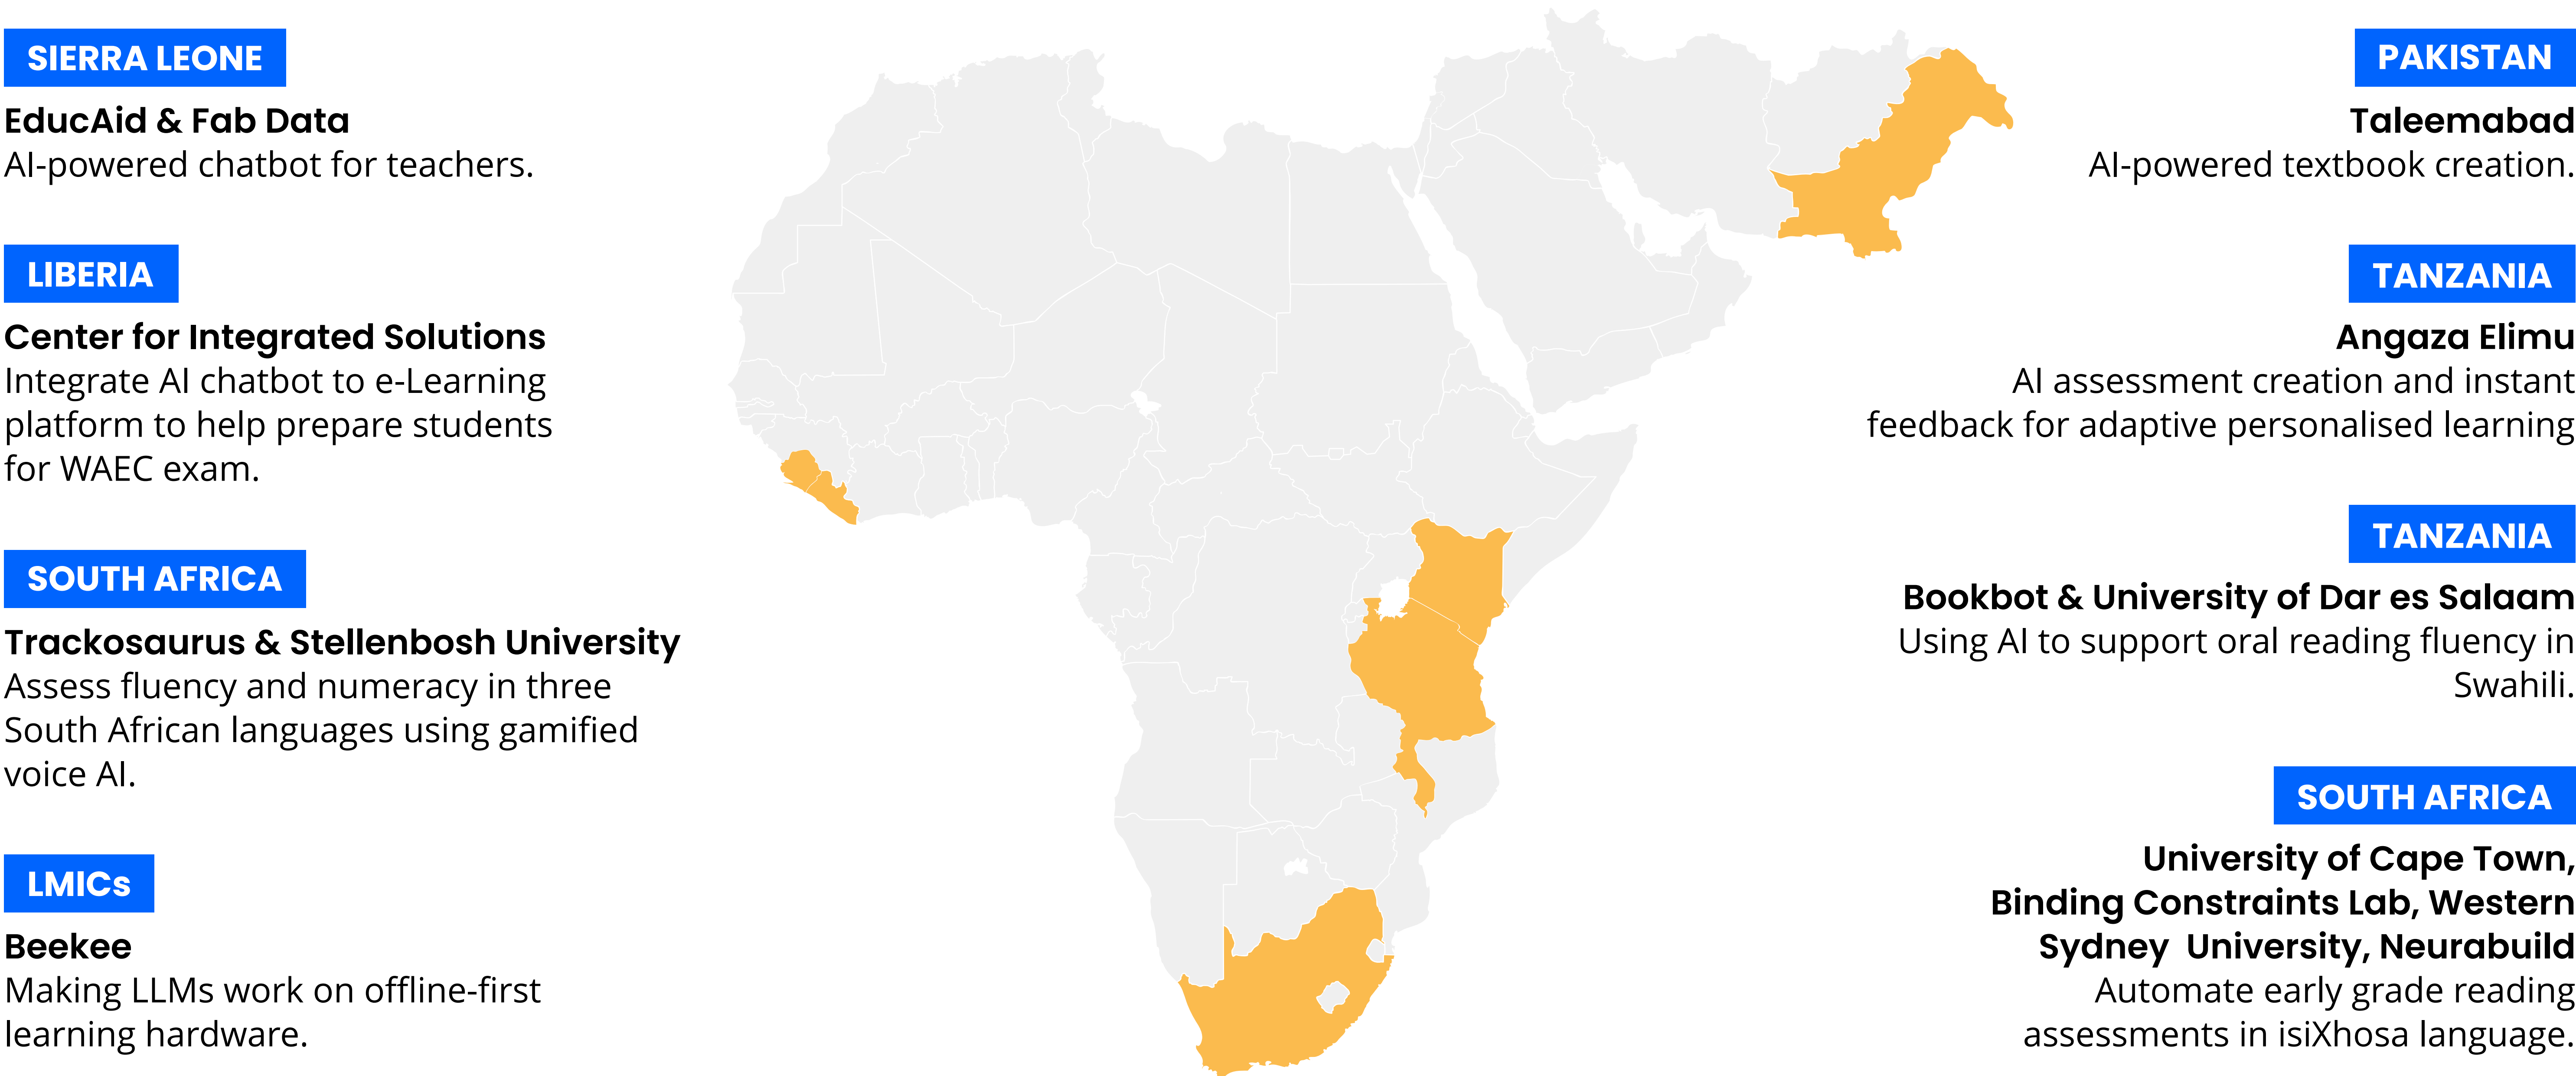 SIERRA LEONE
EducAid & Fab Data
AI-powered chatbot for teachers.
LIBERIA
Center for Integrated Solutions
Integrate AI chatbot to e-Learning
platform to help prepare students
for WAEC exam.
SOUTH AFRICA
Trackosaurus & Stellenbosh University
Assess fluency and numeracy in three
South African languages using gamified
voice AI.
LMICs
Beekee
Making LLMs work on offline-first
learning hardware.
PAKISTAN
Taleemabad
AI-powered textbook creation.
TANZANIA
Angaza Elimu
AI assessment creation and instant
feedback for adaptive personalised learning
TANZANIA
Bookbot & University of Dar es Salaam
Using AI to support oral reading fluency in
Swahili.
SOUTH AFRICA
University of Cape Town,
Binding Constraints Lab, Western
Sydney  University, Neurabuild
Automate early grade reading
assessments in isiXhosa language.